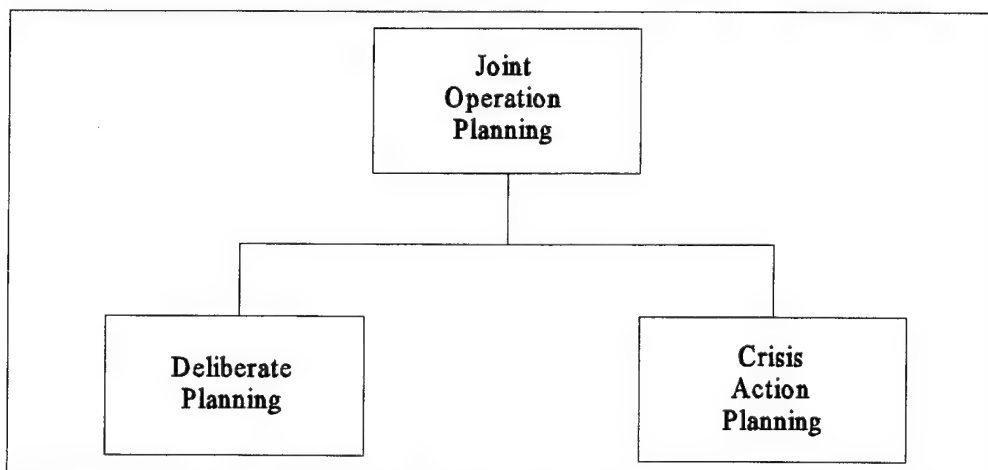 Joint
Operation
Planning
Deliberate
Planning
Crisis
Action
Planning